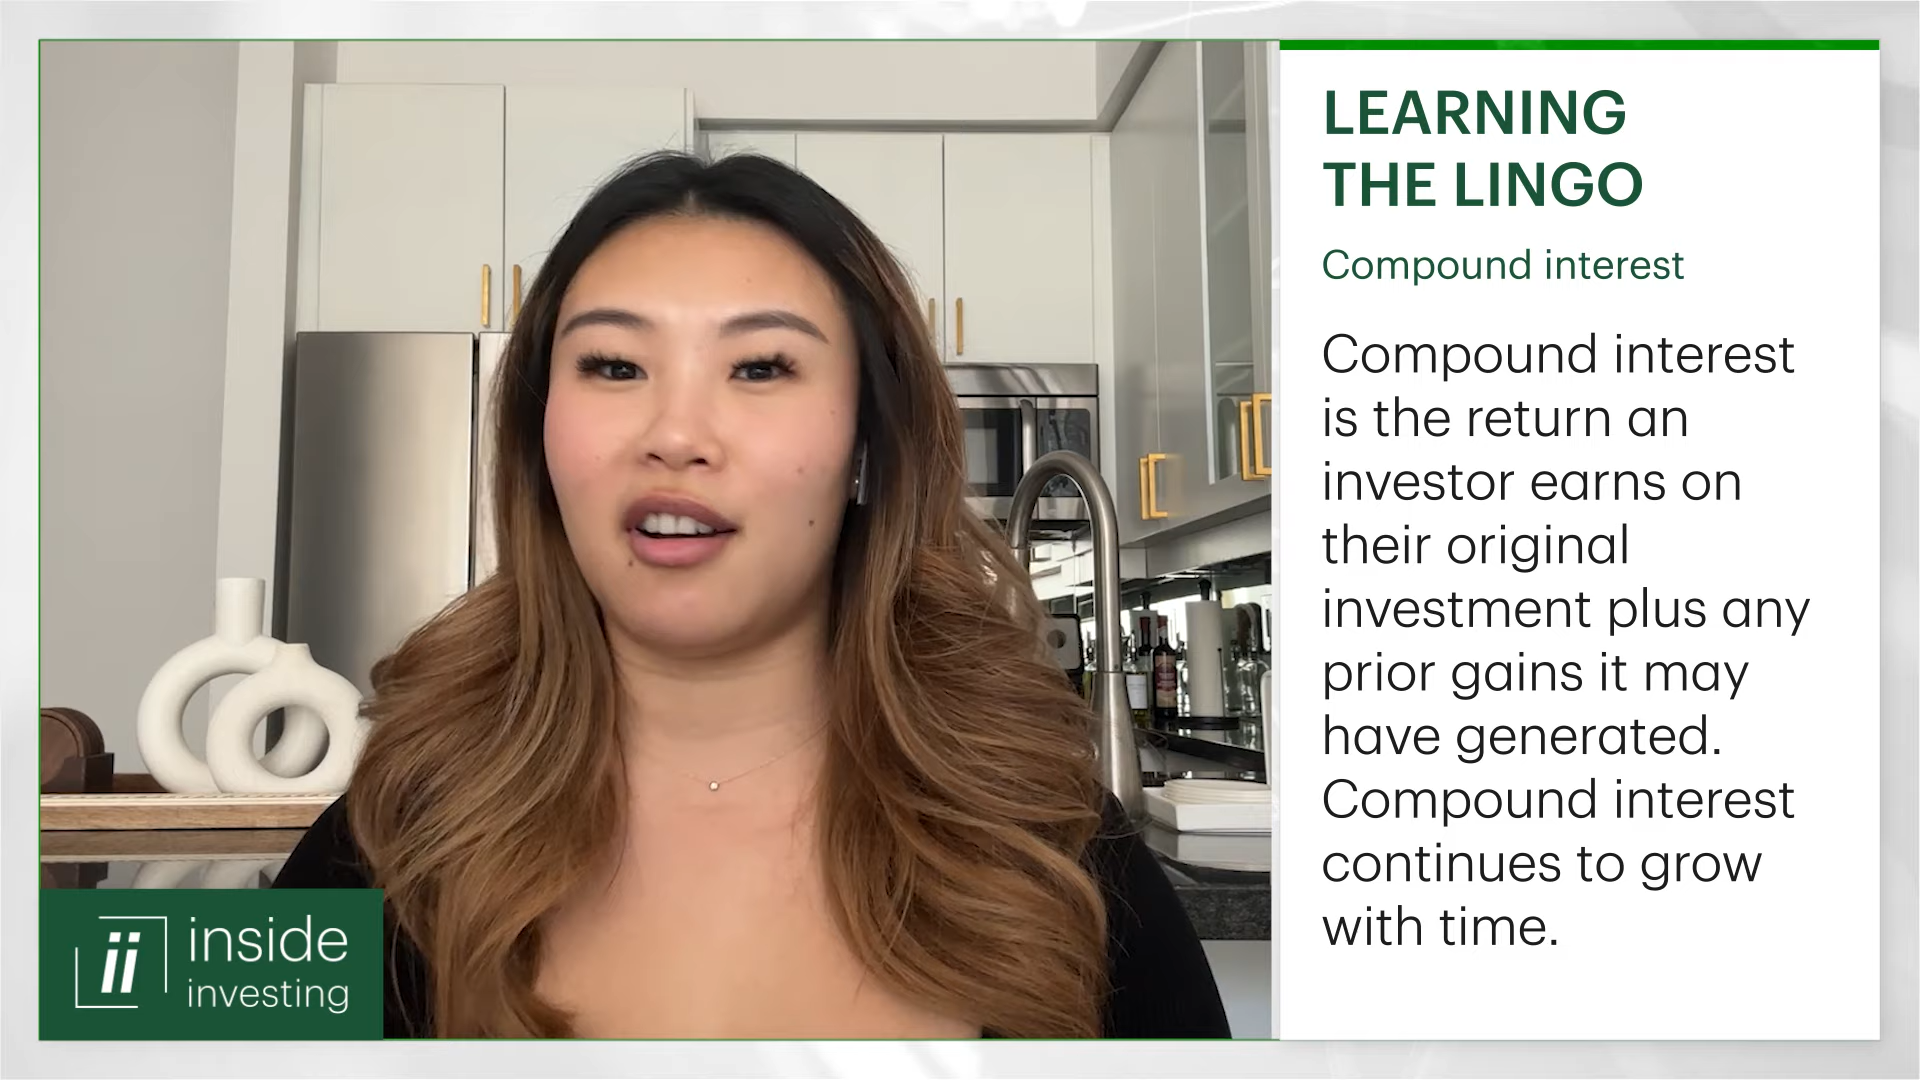 LEARNING
THE LINGO
Compound interest
Compound interest
is the return an
investor earns on
their original
investment plus any
prior gains it may
have generated.
Compound interest
continues to grow
with time.
ii inside
investing